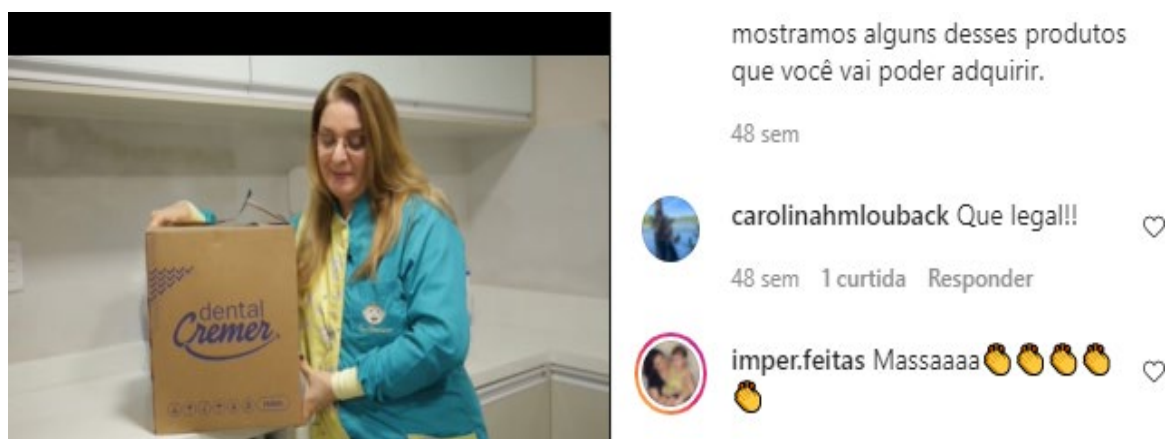 dental
Cremer
mostramos alguns desses produtos
que você vai poder adquirir.
48 sem
carolinahmlouback Que legal!!
48 sem 1 curtida Responder
imper.feitas Massaaaa👏👏👏👏
👏